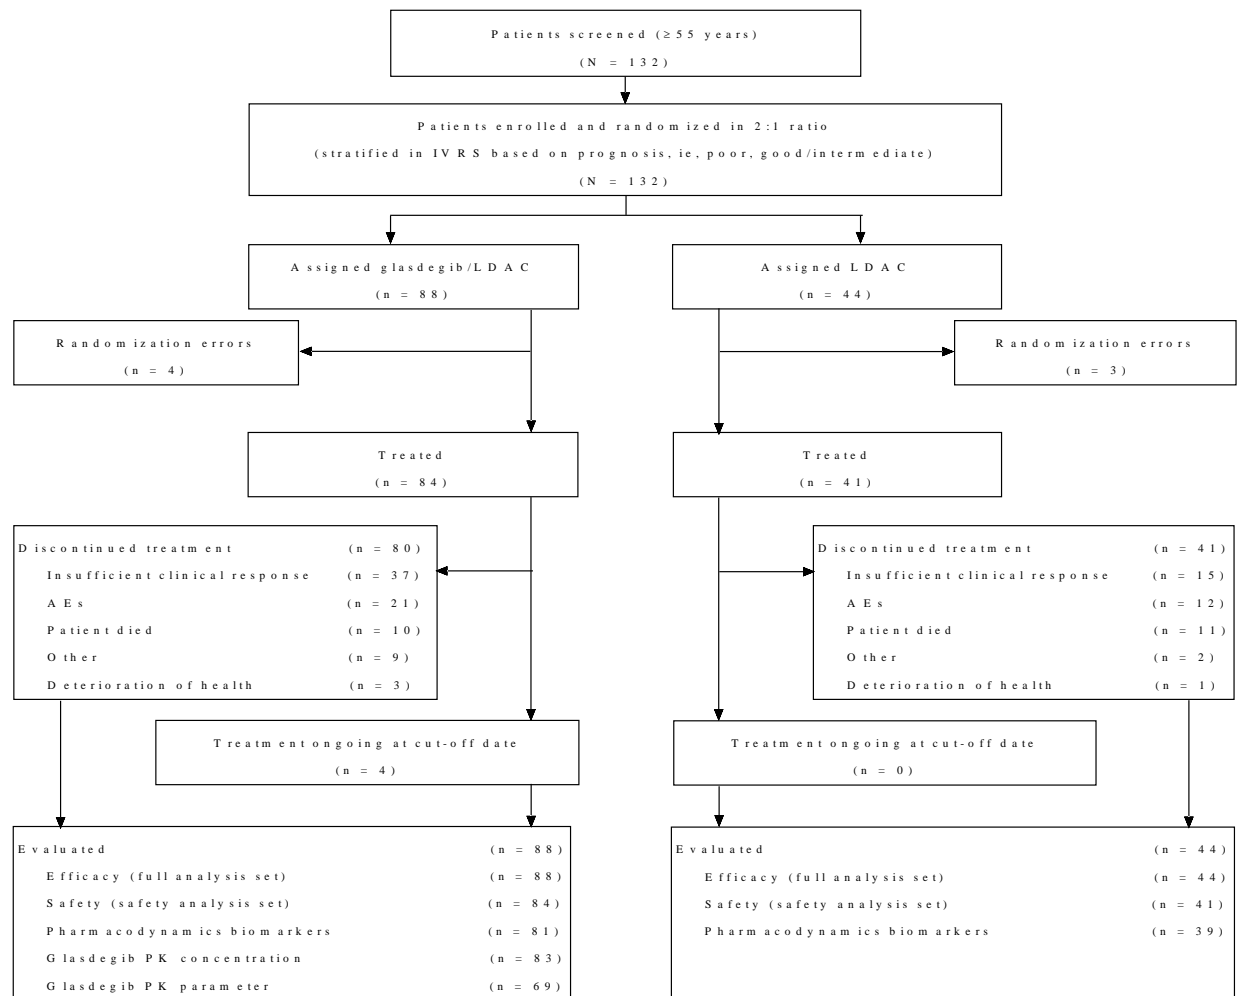 Patients screened (≥55 years)
(N = 132)
Patients enrolled and randomized in 2:1 ratio
(stratified in IVRS based on prognosis, ie, poor, good/intermediate)
(N = 132)
Assigned glasdegib/LDAC
(n = 88)
Assigned LDAC
(n = 44)
Randomization errors
(n = 4)
Randomization errors
(n = 3)
Treated
(n = 84)
Treated
(n = 41)
Discontinued treatment (n = 80)
Insufficient clinical response (n = 37)
AEs (n = 21)
Patient died (n = 10)
Other (n = 9)
Deterioration of health (n = 3)
Discontinued treatment (n = 41)
Insufficient clinical response (n = 15)
AEs (n = 12)
Patient died (n = 11)
Other (n = 2)
Deterioration of health (n = 1)
Treatment ongoing at cut-off date
(n = 4)
Treatment ongoing at cut-off date
(n = 0)
Evaluated (n = 88)
Efficacy (full analysis set) (n = 88)
Safety (safety analysis set) (n = 84)
Pharmacodynamics biomarkers (n = 81)
Glasdegib PK concentration (n = 83)
Glasdegib PK parameter (n = 69)
Evaluated (n = 44)
Efficacy (full analysis set) (n = 44)
Safety (safety analysis set) (n = 41)
Pharmacodynamics biomarkers (n = 39)